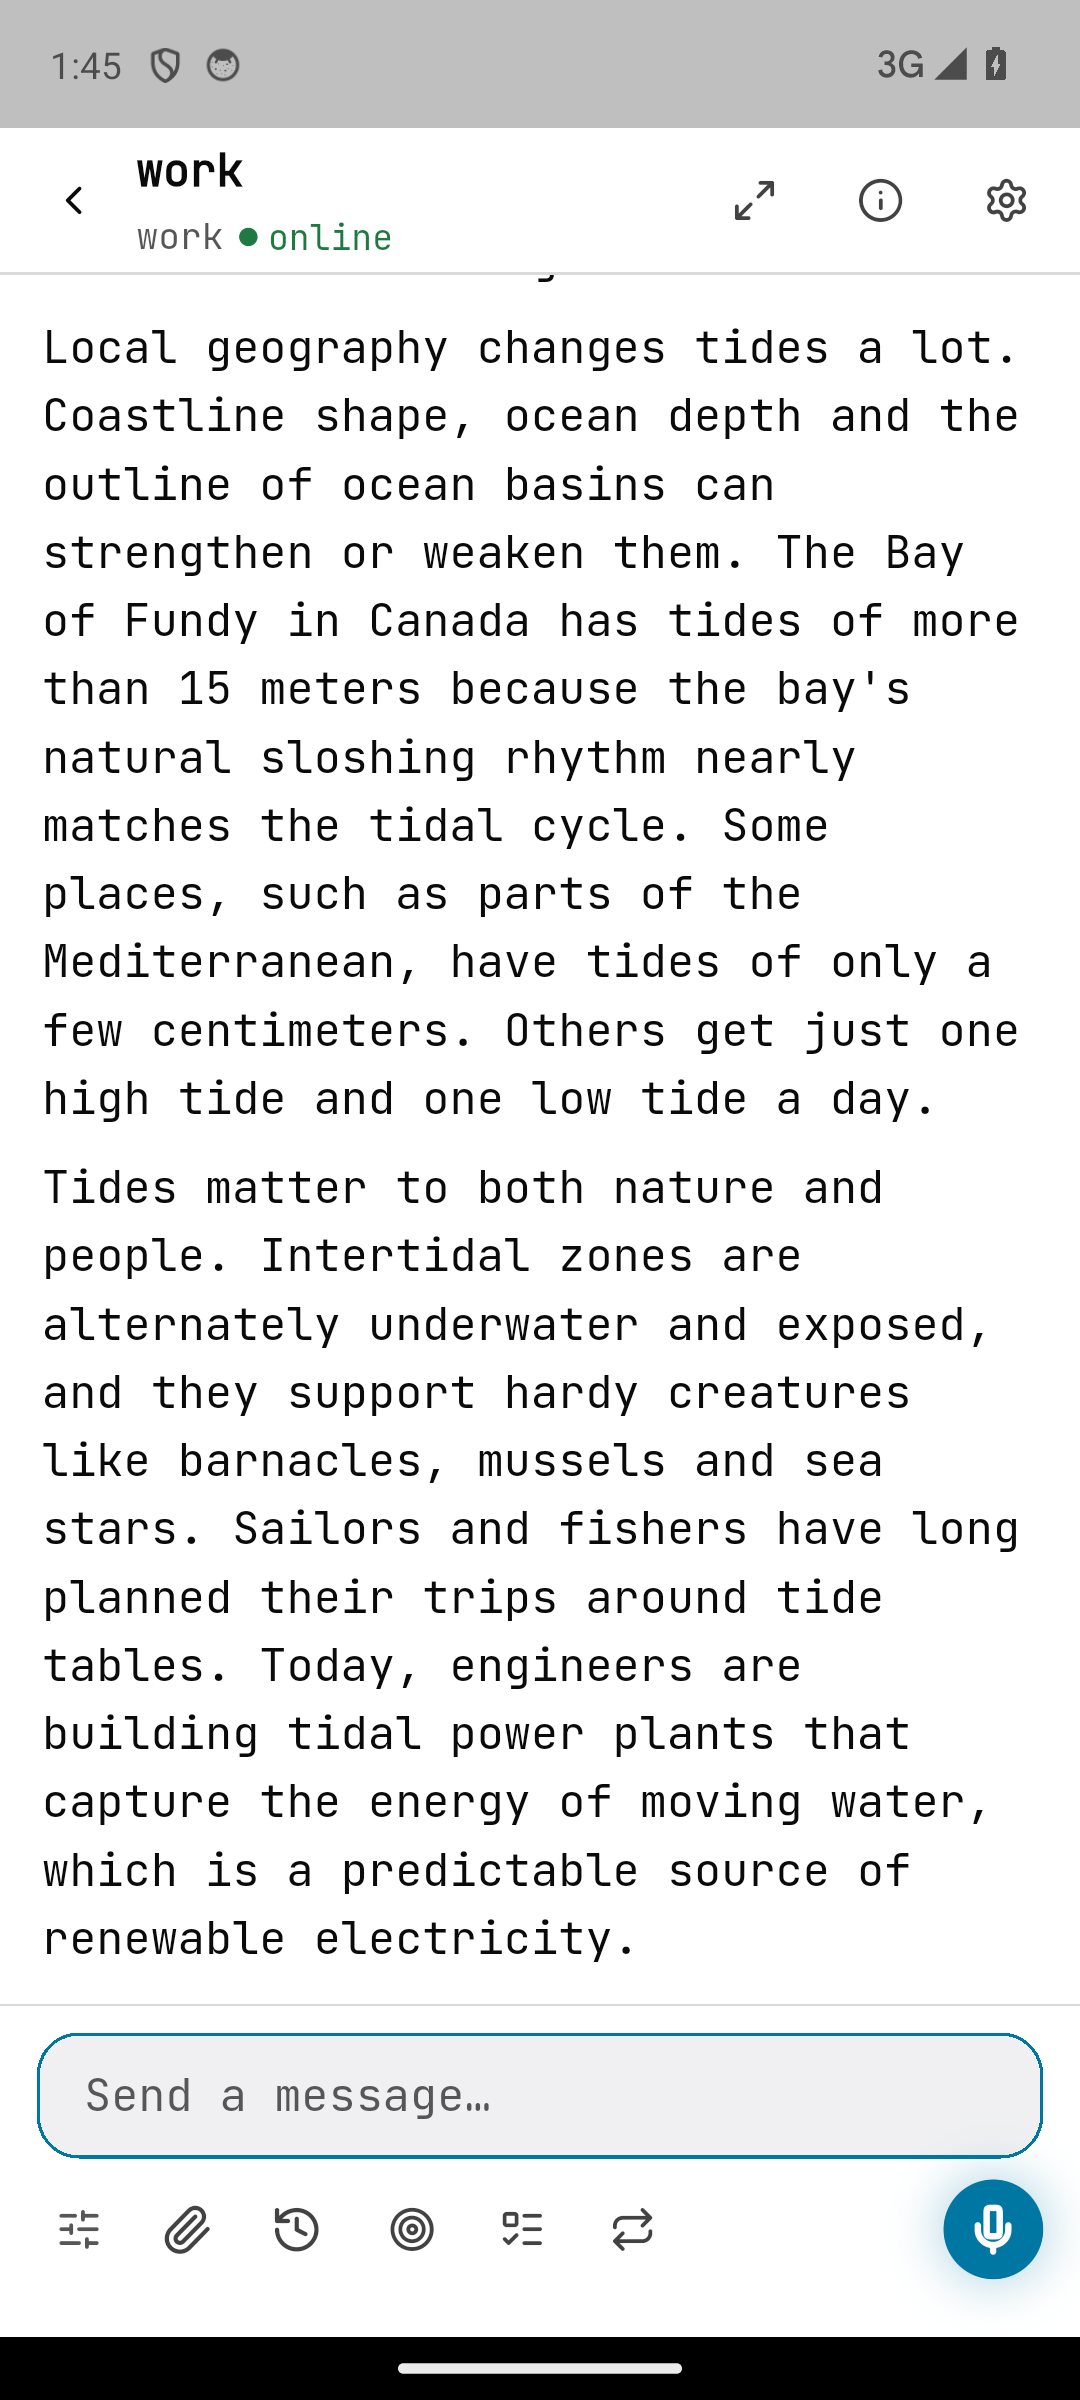 1:45
3G
work
work
online
Local geography changes tides a lot.
Coastline shape, ocean depth and the
outline of ocean basins can
strengthen or weaken them. The Bay
of Fundy in Canada has tides of more
than 15 meters because the bay's
natural sloshing rhythm nearly
matches the tidal cycle. Some
places, such as parts of the
Mediterranean, have tides of only a
few centimeters. Others get just one
high tide and one low tide a day.
Tides matter to both nature and
people. Intertidal zones are
alternately underwater and exposed,
and they support hardy creatures
like barnacles, mussels and sea
stars. Sailors and fishers have long
planned their trips around tide
tables. Today, engineers are
building tidal power plants that
capture the energy of moving water,
which is a predictable source of
renewable electricity.
Send a message…